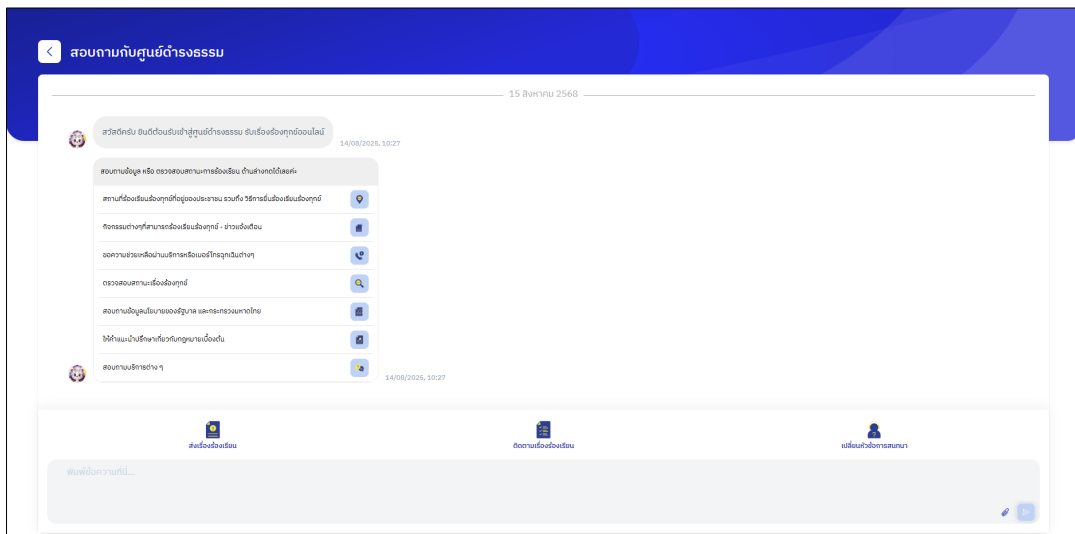 สอบถามกับศูนย์ดำรงธรรม
15 สิงหาคม 2568
สวัสดีครับ ยินดีต้อนรับเข้าสู่ศูนย์ดำรงธรรม รับเรื่องร้องทุกข์ออนไลน์
14/08/2025, 10:27
สอบถามข้อมูล หรือ ตรวจสอบสถานะการร้องเรียน ด้านล่างกดได้เลยค่ะ
สถานที่ร้องเรียนร้องทุกข์ที่อยู่ของประชาชน รวมถึง วิธีการยื่นร้องเรียนร้องทุกข์
กิจกรรมต่างๆที่สามารถร้องเรียนร้องทุกข์ - ข่าวแจ้งเตือน
ขอความช่วยเหลือผ่านบริการหรือเบอร์โทรฉุกเฉินต่างๆ
ตรวจสอบสถานะเรื่องร้องทุกข์
สอบถามข้อมูลนโยบายของรัฐบาล และกระทรวงมหาดไทย
ให้คำแนะนำปรึกษาเกี่ยวกับกฎหมายเบื้องต้น
สอบถามบริการต่าง ๆ
14/08/2025, 10:27
ส่งเรื่องร้องเรียน
ติดตามเรื่องร้องเรียน
เปลี่ยนหัวข้อการสนทนา
พิมพ์ข้อความที่นี่...